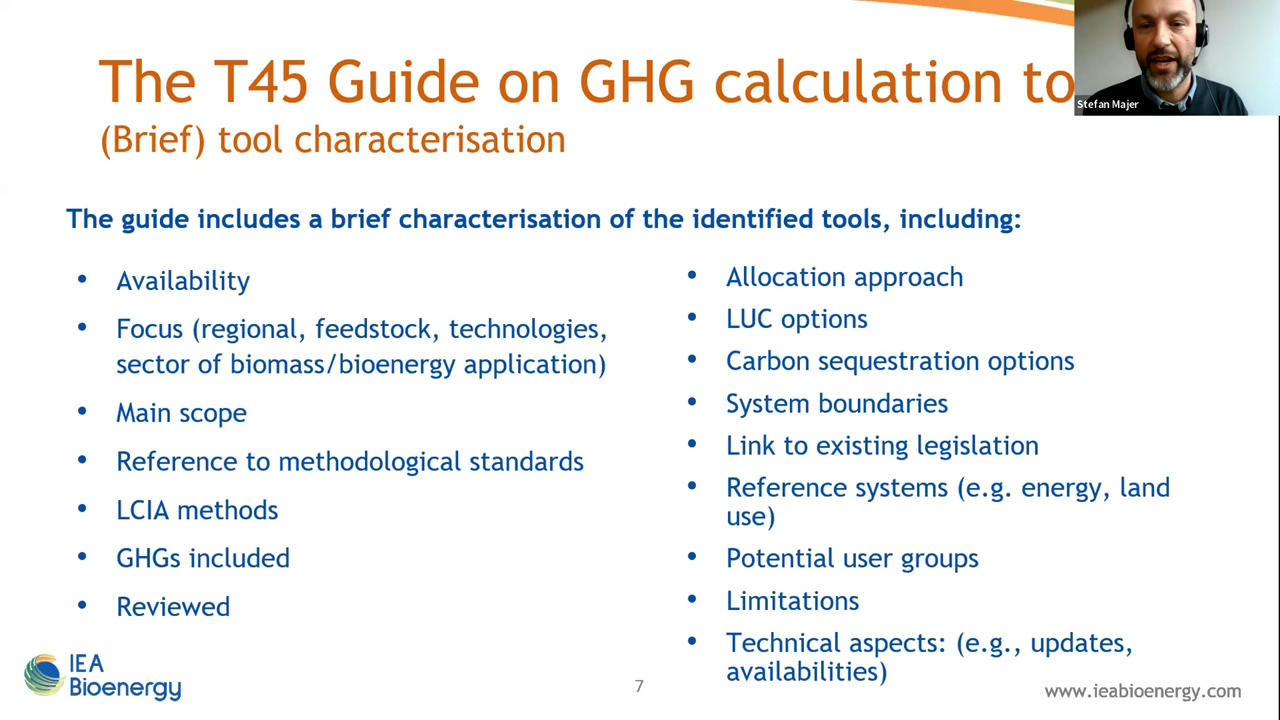 The T45 Guide on GHG calculation to
Stefan Majer
(Brief) tool characterisation
The guide includes a brief characterisation of the identified tools, including:
• Availability
• Focus (regional, feedstock, technologies,
sector of biomass/bioenergy application)
• Main scope
• Reference to methodological standards
• LCIA methods
• GHGs included
• Reviewed
• Allocation approach
• LUC options
• Carbon sequestration options
• System boundaries
• Link to existing legislation
• Reference systems (e.g. energy, land
use)
• Potential user groups
• Limitations
• Technical aspects: (e.g., updates,
availabilities)
IEA
Bioenergy
7
www.ieabioenergy.com